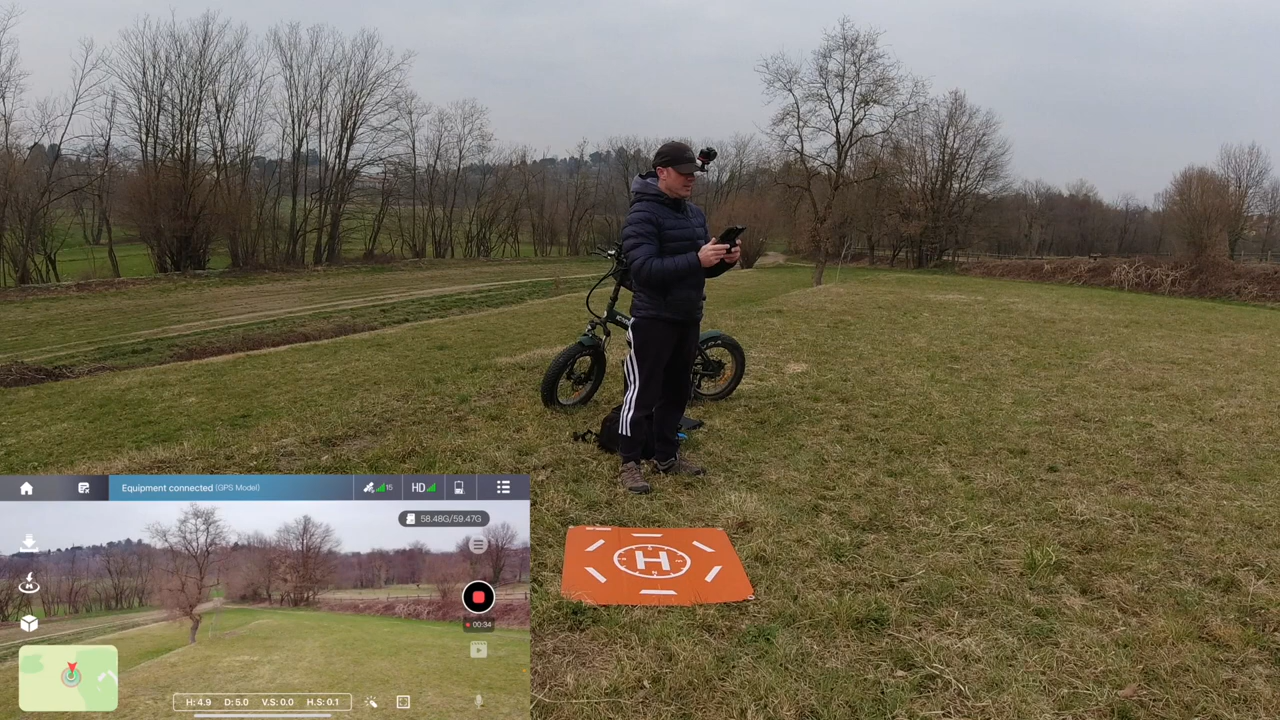 Equipment connected (GPS Model)
15
HD
58.48G/59.47G
00:34
H: 4.9 D: 5.0 V.S: 0.0 H.S: 0.1
H